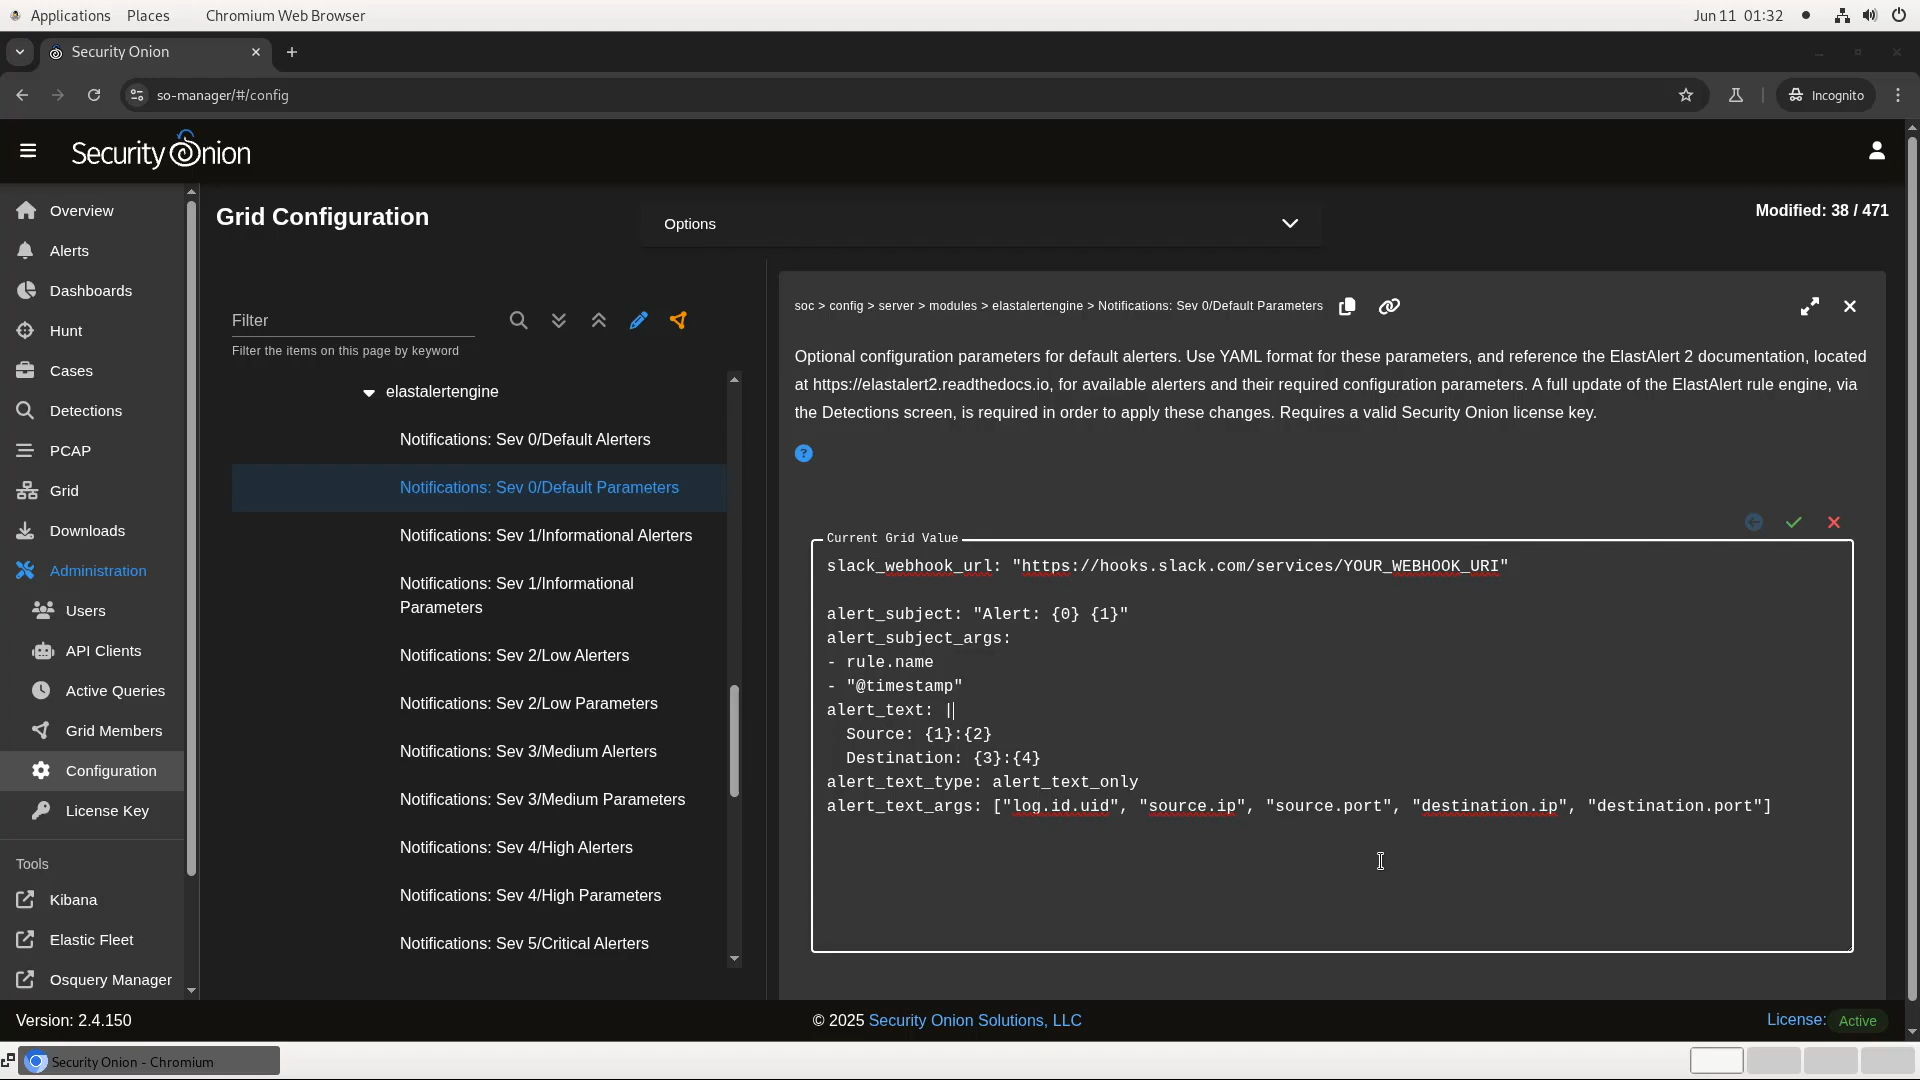 Applications Places Chromium Web Browser Jun 11 01:32
Security Onion
so-manager/#/config Incognito
Security Onion
Overview
Alerts
Dashboards
Hunt
Cases
Detections
PCAP
Grid
Downloads
Administration
Users
API Clients
Active Queries
Grid Members
Configuration
License Key
Tools
Kibana
Elastic Fleet
Osquery Manager
Grid Configuration
Options
Modified: 38 / 471
Filter
Filter the items on this page by keyword
elastalertengine
Notifications: Sev 0/Default Alerters
Notifications: Sev 0/Default Parameters
Notifications: Sev 1/Informational Alerters
Notifications: Sev 1/Informational
Parameters
Notifications: Sev 2/Low Alerters
Notifications: Sev 2/Low Parameters
Notifications: Sev 3/Medium Alerters
Notifications: Sev 3/Medium Parameters
Notifications: Sev 4/High Alerters
Notifications: Sev 4/High Parameters
Notifications: Sev 5/Critical Alerters
soc > config > server > modules > elastalertengine > Notifications: Sev 0/Default Parameters
Optional configuration parameters for default alerters. Use YAML format for these parameters, and reference the ElastAlert 2 documentation, located
at https://elastalert2.readthedocs.io, for available alerters and their required configuration parameters. A full update of the ElastAlert rule engine, via
the Detections screen, is required in order to apply these changes. Requires a valid Security Onion license key.
Current Grid Value
slack_webhook_url: "https://hooks.slack.com/services/YOUR_WEBHOOK_URI"
alert_subject: "Alert: {0} {1}"
alert_subject_args:
- rule.name
- "@timestamp"
alert_text: |
  Source: {1}:{2}
  Destination: {3}:{4}
alert_text_type: alert_text_only
alert_text_args: ["log.id.uid", "source.ip", "source.port", "destination.ip", "destination.port"]
Version: 2.4.150
© 2025 Security Onion Solutions, LLC
License: Active
Security Onion - Chromium